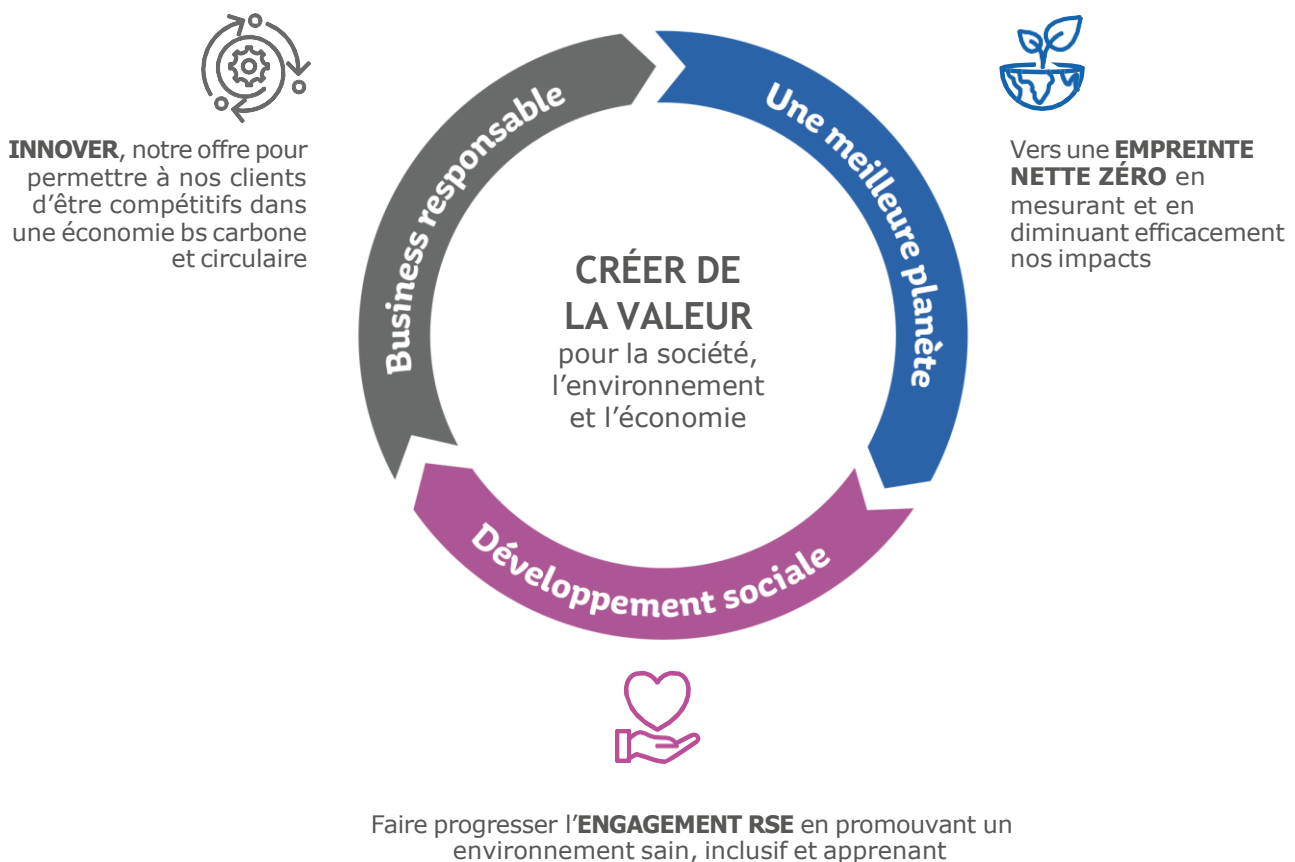 INNOVER, notre offre pour
permettre à nos clients
d’être compétitifs dans
une économie bs carbone
et circulaire
Business responsable
Une meilleure planète
Vers une EMPREINTE
NETTE ZÉRO en
mesurant et en
diminuant efficacement
nos impacts
CRÉER DE
LA VALEUR
pour la société,
l’environnement
et l’économie
Développement sociale
Faire progresser l’ENGAGEMENT RSE en promouvant un
environnement sain, inclusif et apprenant